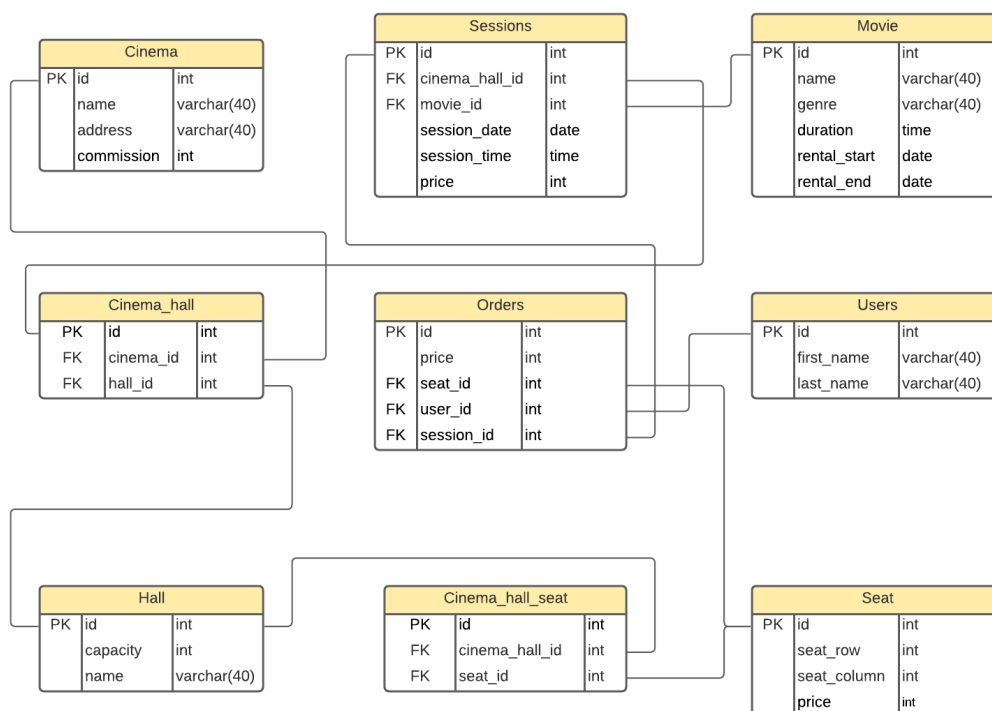 Cinema
PK id int
name varchar(40)
address varchar(40)
commission int
Sessions
PK id int
FK cinema_hall_id int
FK movie_id int
session_date date
session_time time
price int
Movie
PK id int
name varchar(40)
genre varchar(40)
duration time
rental_start date
rental_end date
Cinema_hall
PK id int
FK cinema_id int
FK hall_id int
Orders
PK id int
price int
FK seat_id int
FK user_id int
FK session_id int
Users
PK id int
first_name varchar(40)
last_name varchar(40)
Hall
PK id int
capacity int
name varchar(40)
Cinema_hall_seat
PK id int
FK cinema_hall_id int
FK seat_id int
Seat
PK id int
seat_row int
seat_column int
price int